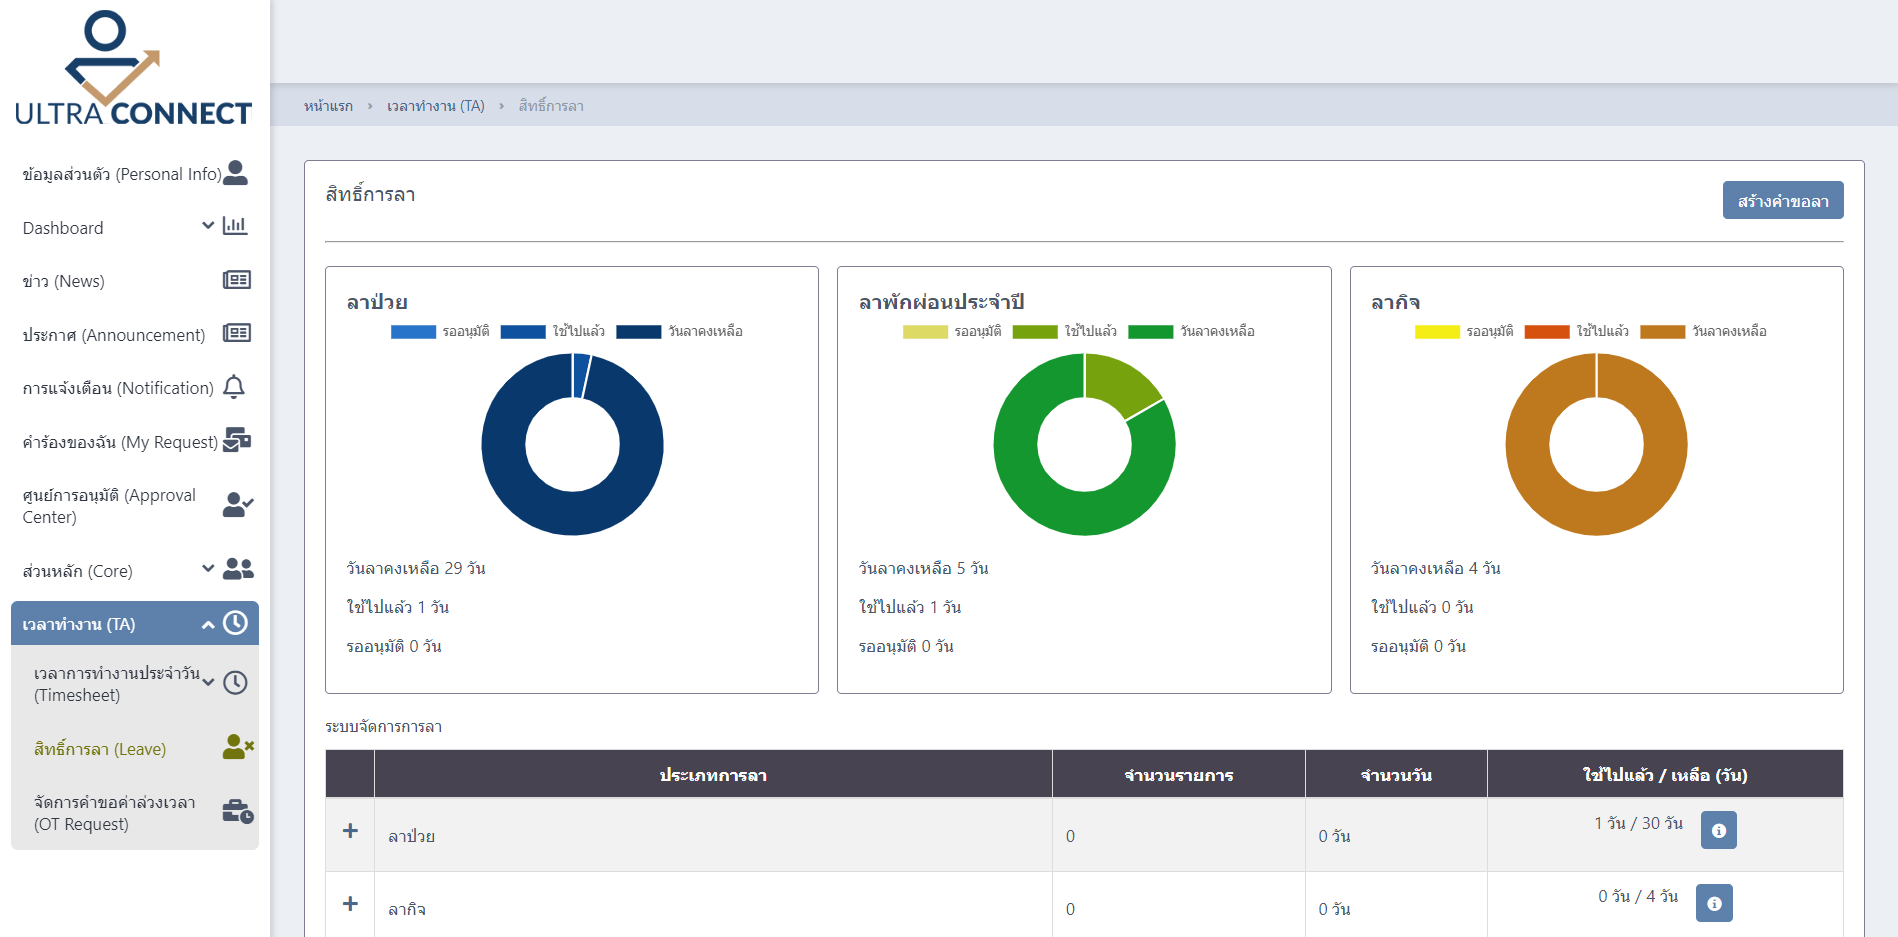 ULTRA CONNECT
ข้อมูลส่วนตัว (Personal Info)
Dashboard
ข่าว (News)
ประกาศ (Announcement)
การแจ้งเตือน (Notification)
คำร้องของฉัน (My Request)
ศูนย์การอนุมัติ (Approval
Center)
ส่วนหลัก (Core)
เวลาทำงาน (TA)
เวลาการทำงานประจำวัน
(Timesheet)
สิทธิ์การลา (Leave)
จัดการคำขอค่าล่วงเวลา
(OT Request)
หน้าแรก › เวลาทำงาน (TA) › สิทธิ์การลา
สิทธิ์การลา
สร้างคำขอลา
ลาป่วย
รออนุมัติ ใช้ไปแล้ว วันลาคงเหลือ
วันลาคงเหลือ 29 วัน
ใช้ไปแล้ว 1 วัน
รออนุมัติ 0 วัน
ลาพักผ่อนประจำปี
รออนุมัติ ใช้ไปแล้ว วันลาคงเหลือ
วันลาคงเหลือ 5 วัน
ใช้ไปแล้ว 1 วัน
รออนุมัติ 0 วัน
ลากิจ
รออนุมัติ ใช้ไปแล้ว วันลาคงเหลือ
วันลาคงเหลือ 4 วัน
ใช้ไปแล้ว 0 วัน
รออนุมัติ 0 วัน
ระบบจัดการการลา
ประเภทการลา จำนวนรายการ จำนวนวัน ใช้ไปแล้ว / เหลือ (วัน)
+ ลาป่วย 0 0 วัน 1 วัน / 30 วัน
+ ลากิจ 0 0 วัน 0 วัน / 4 วัน